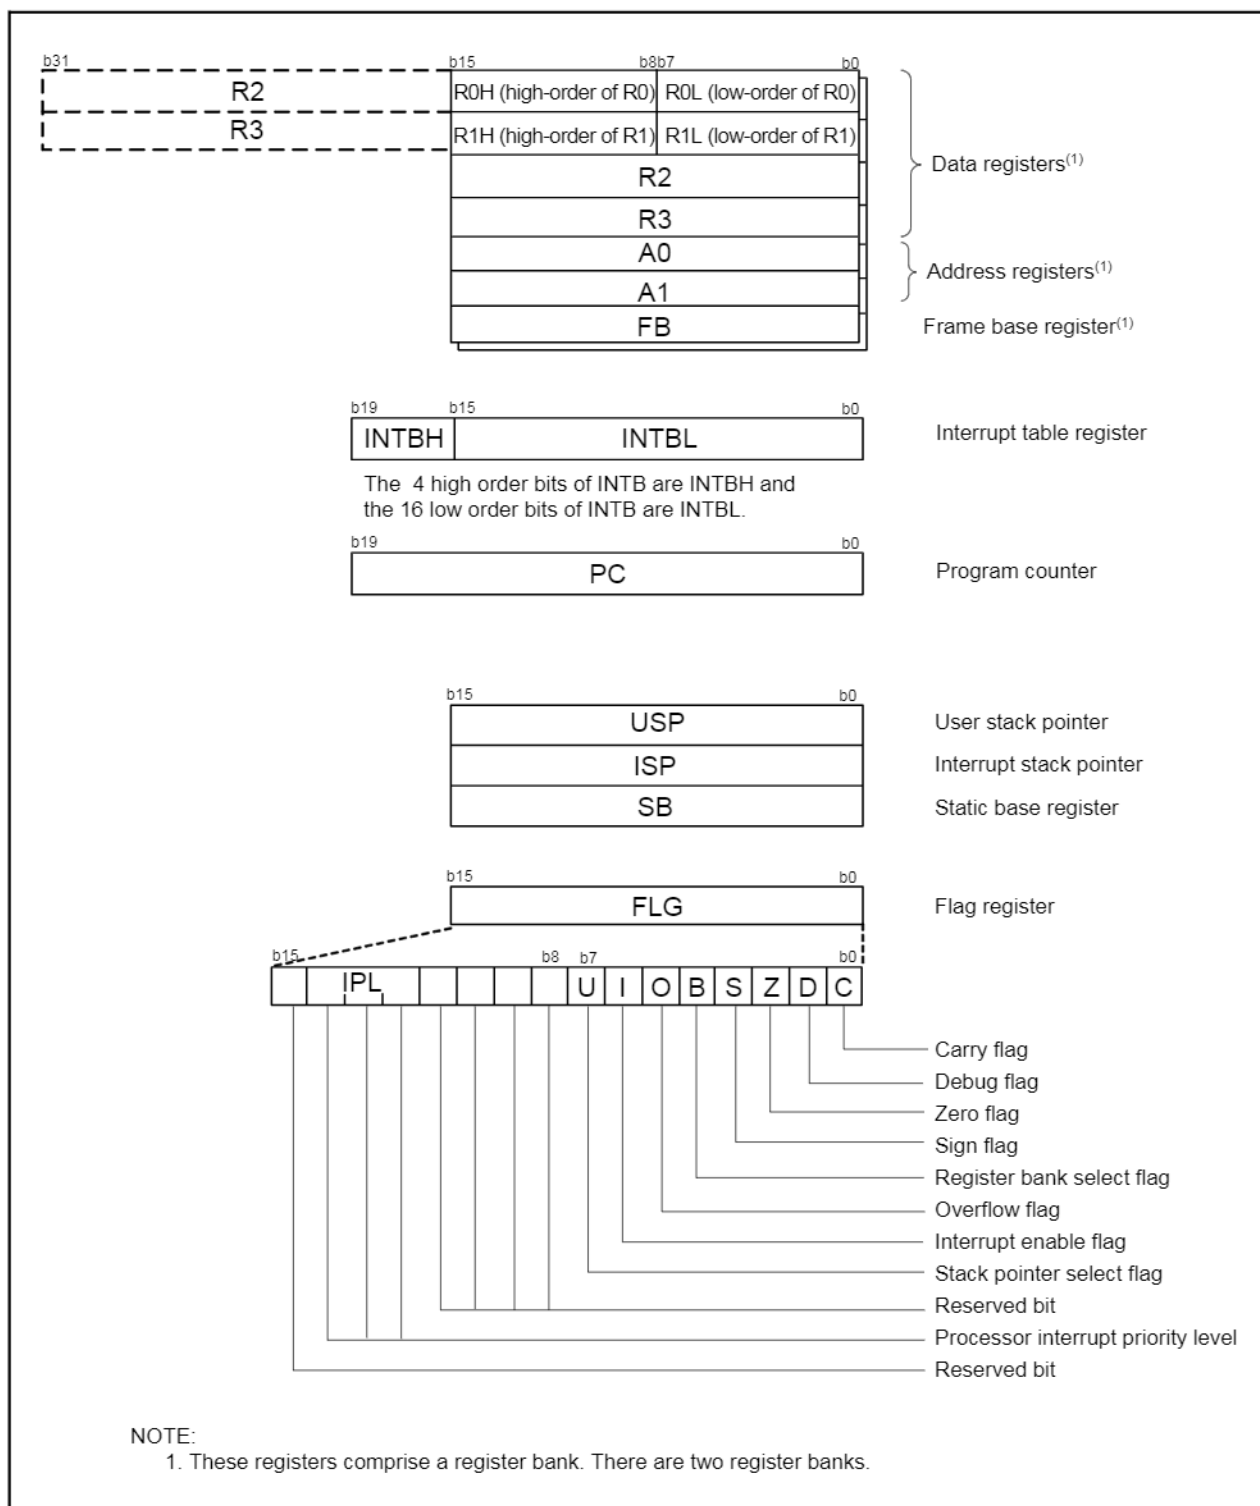 b31 b15 b8b7 b0
R2 R0H (high-order of R0) R0L (low-order of R0)
R3 R1H (high-order of R1) R1L (low-order of R1)
R2
Data registers(1)
R3
A0
Address registers(1)
A1
FB Frame base register(1)
b19 b15 b0
INTBH INTBL Interrupt table register
The 4 high order bits of INTB are INTBH and
the 16 low order bits of INTB are INTBL.
b19 b0
PC Program counter
b15 b0
USP User stack pointer
ISP Interrupt stack pointer
SB Static base register
b15 b0
FLG Flag register
b15 b8 b7 b0
IPL U I O B S Z D C
Carry flag
Debug flag
Zero flag
Sign flag
Register bank select flag
Overflow flag
Interrupt enable flag
Stack pointer select flag
Reserved bit
Processor interrupt priority level
Reserved bit
NOTE:
1. These registers comprise a register bank. There are two register banks.